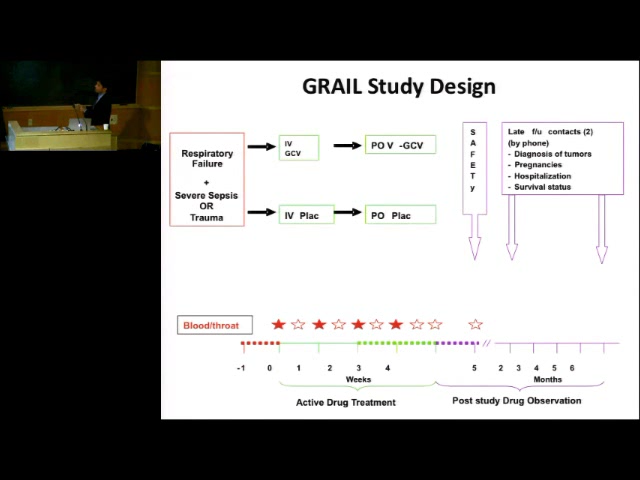 GRAIL Study Design
Respiratory
Failure
+
Severe Sepsis
OR
Trauma
IV
GCV
PO V -GCV
IV Plac
PO Plac
S
A
F
E
T
y
Late f/u contacts (2)
(by phone)
- Diagnosis of tumors
- Pregnancies
- Hospitalization
- Survival status
Blood/throat
-1 0 1 2 3 4 5 2 3 4 5 6
Weeks Months
Active Drug Treatment Post study Drug Observation